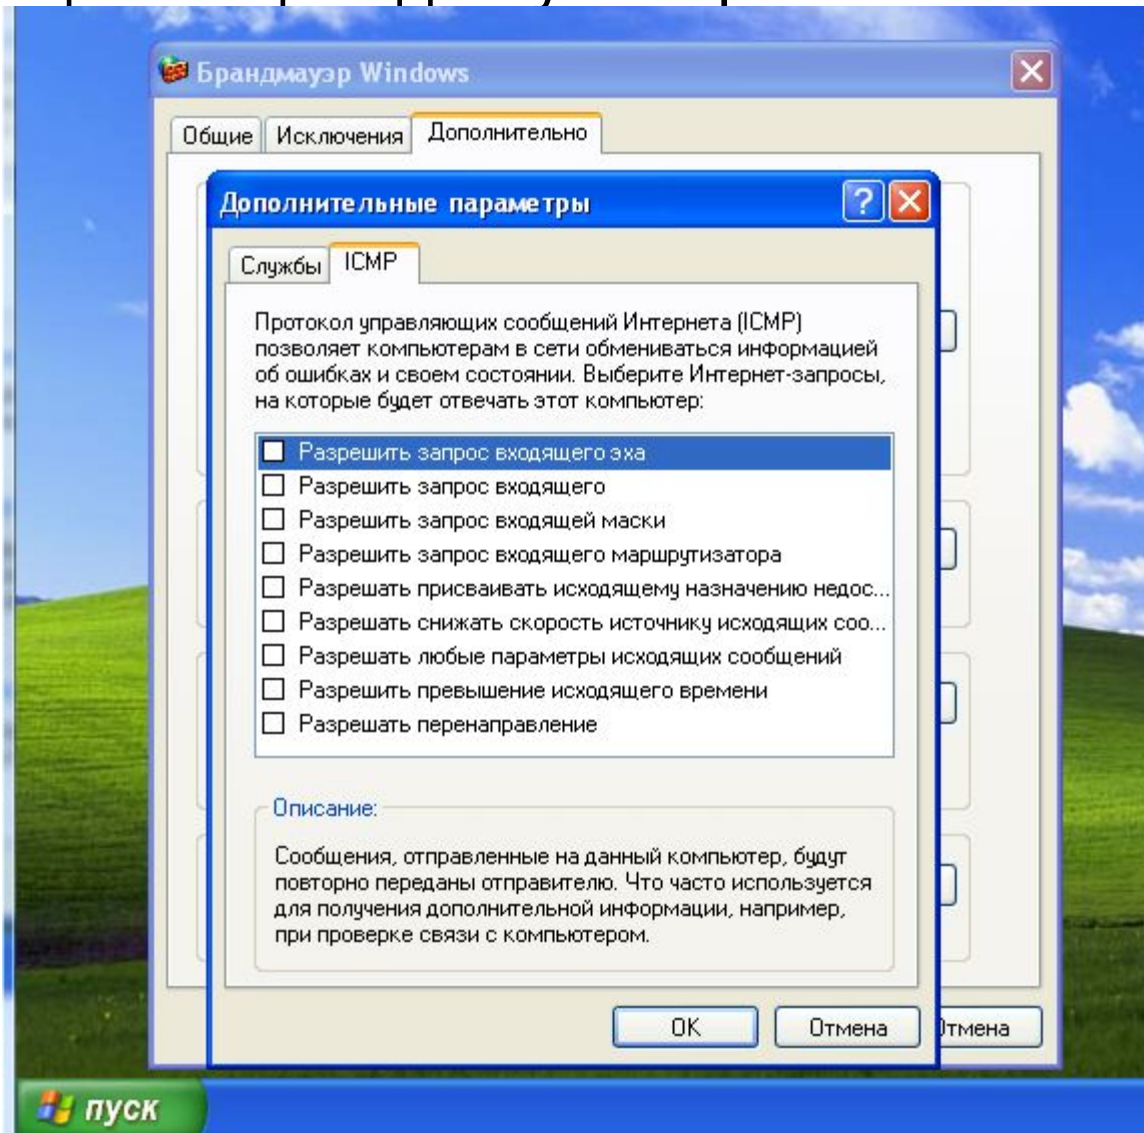 Брандмауэр Windows
Общие Исключения Дополнительно
Дополнительные параметры
Службы ICMP
Протокол управляющих сообщений Интернета (ICMP)
позволяет компьютерам в сети обмениваться информацией
об ошибках и своем состоянии. Выберите Интернет-запросы,
на которые будет отвечать этот компьютер:
Разрешить запрос входящего эха
Разрешить запрос входящего
Разрешить запрос входящей маски
Разрешить запрос входящего маршрутизатора
Разрешать присваивать исходящему назначению недос...
Разрешать снижать скорость источнику исходящих соо...
Разрешать любые параметры исходящих сообщений
Разрешить превышение исходящего времени
Разрешать перенаправление
Описание:
Сообщения, отправленные на данный компьютер, будут
повторно переданы отправителю. Что часто используется
для получения дополнительной информации, например,
при проверке связи с компьютером.
ОК Отмена Отмена
пуск